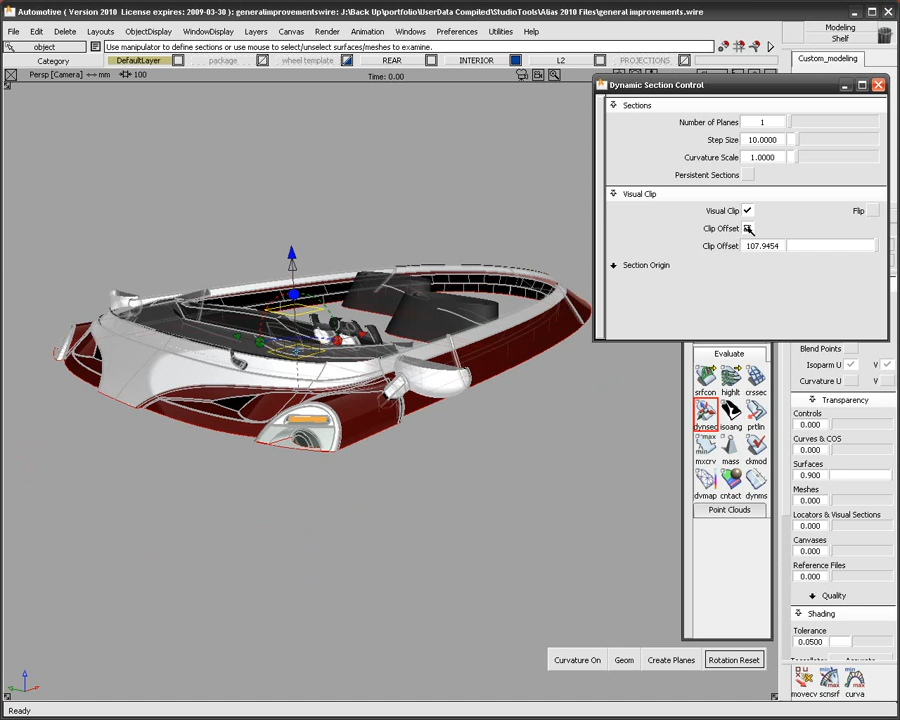 Automotive ( Version 2010 ) License expires: 2009-03-30 ): generalimprovementswire: J:\Back Up\portfolio\UserData Compiled\StudioTools\Alias 2010 Files\general improvements.wire
File Edit Delete Layouts ObjectDisplay WindowDisplay Layers Canvas Render Animation Windows Preferences Utilities Help
object
Use manipulator to define sections or use mouse to select/unselect surfaces/meshes to examine.
Category DefaultLayer package wheel template REAR INTERIOR L2 PROJECTIONS
Persp [Camera] mm 100 Time: 0.00
Modeling
Shelf
Custom_modeling
Dynamic Section Control
Sections
Number of Planes 1
Step Size 10.0000
Curvature Scale 1.0000
Persistent Sections
Visual Clip
Visual Clip Flip
Clip Offset
Clip Offset 107.9454
Section Origin
Evaluate
srfcon highlt crssec
dynsec isoang prtlin
mxcrv mass ckmod
dvmap cntact dynms
Point Clouds
Blend Points
Isoparm U V
Curvature U V
Transparency
Controls
0.000
Curves & COS
0.000
Surfaces
0.900
Meshes
0.000
Locators & Visual Sections
0.000
Canvases
0.000
Reference Files
0.000
Quality
Shading
Tolerance
0.0500
movecv scnsrf curva
Curvature On Geom Create Planes Rotation Reset
Ready